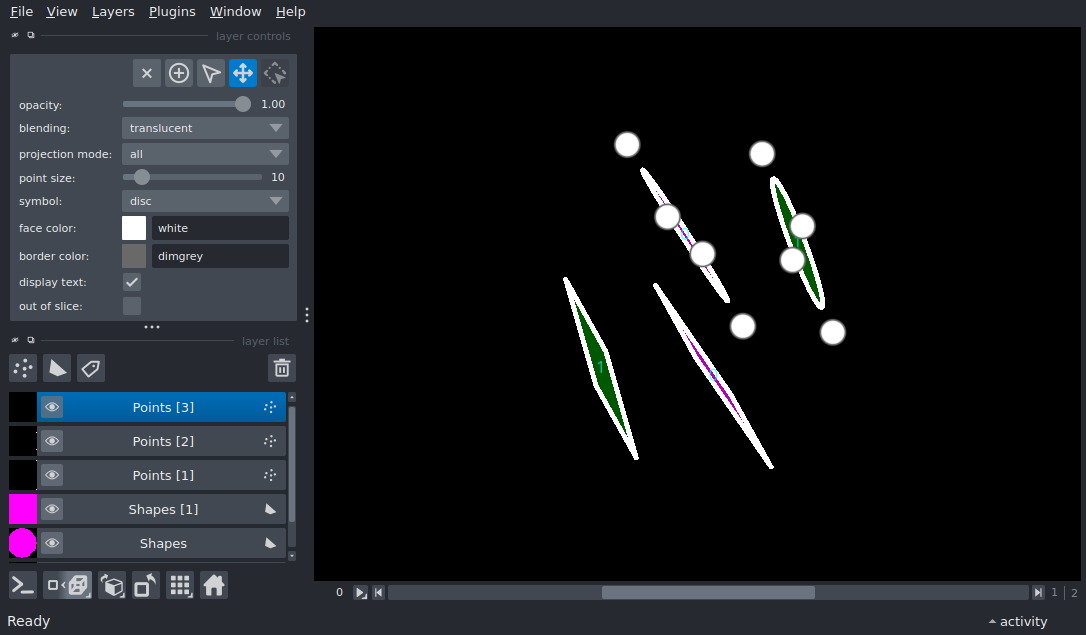 File View Layers Plugins Window Help
layer controls
opacity: 1.00
blending: translucent
projection mode: all
point size: 10
symbol: disc
face color: white
border color: dimgrey
display text:
out of slice:
layer list
Points [3]
Points [2]
Points [1]
Shapes [1]
Shapes
1
0
1 | 2
Ready
activity